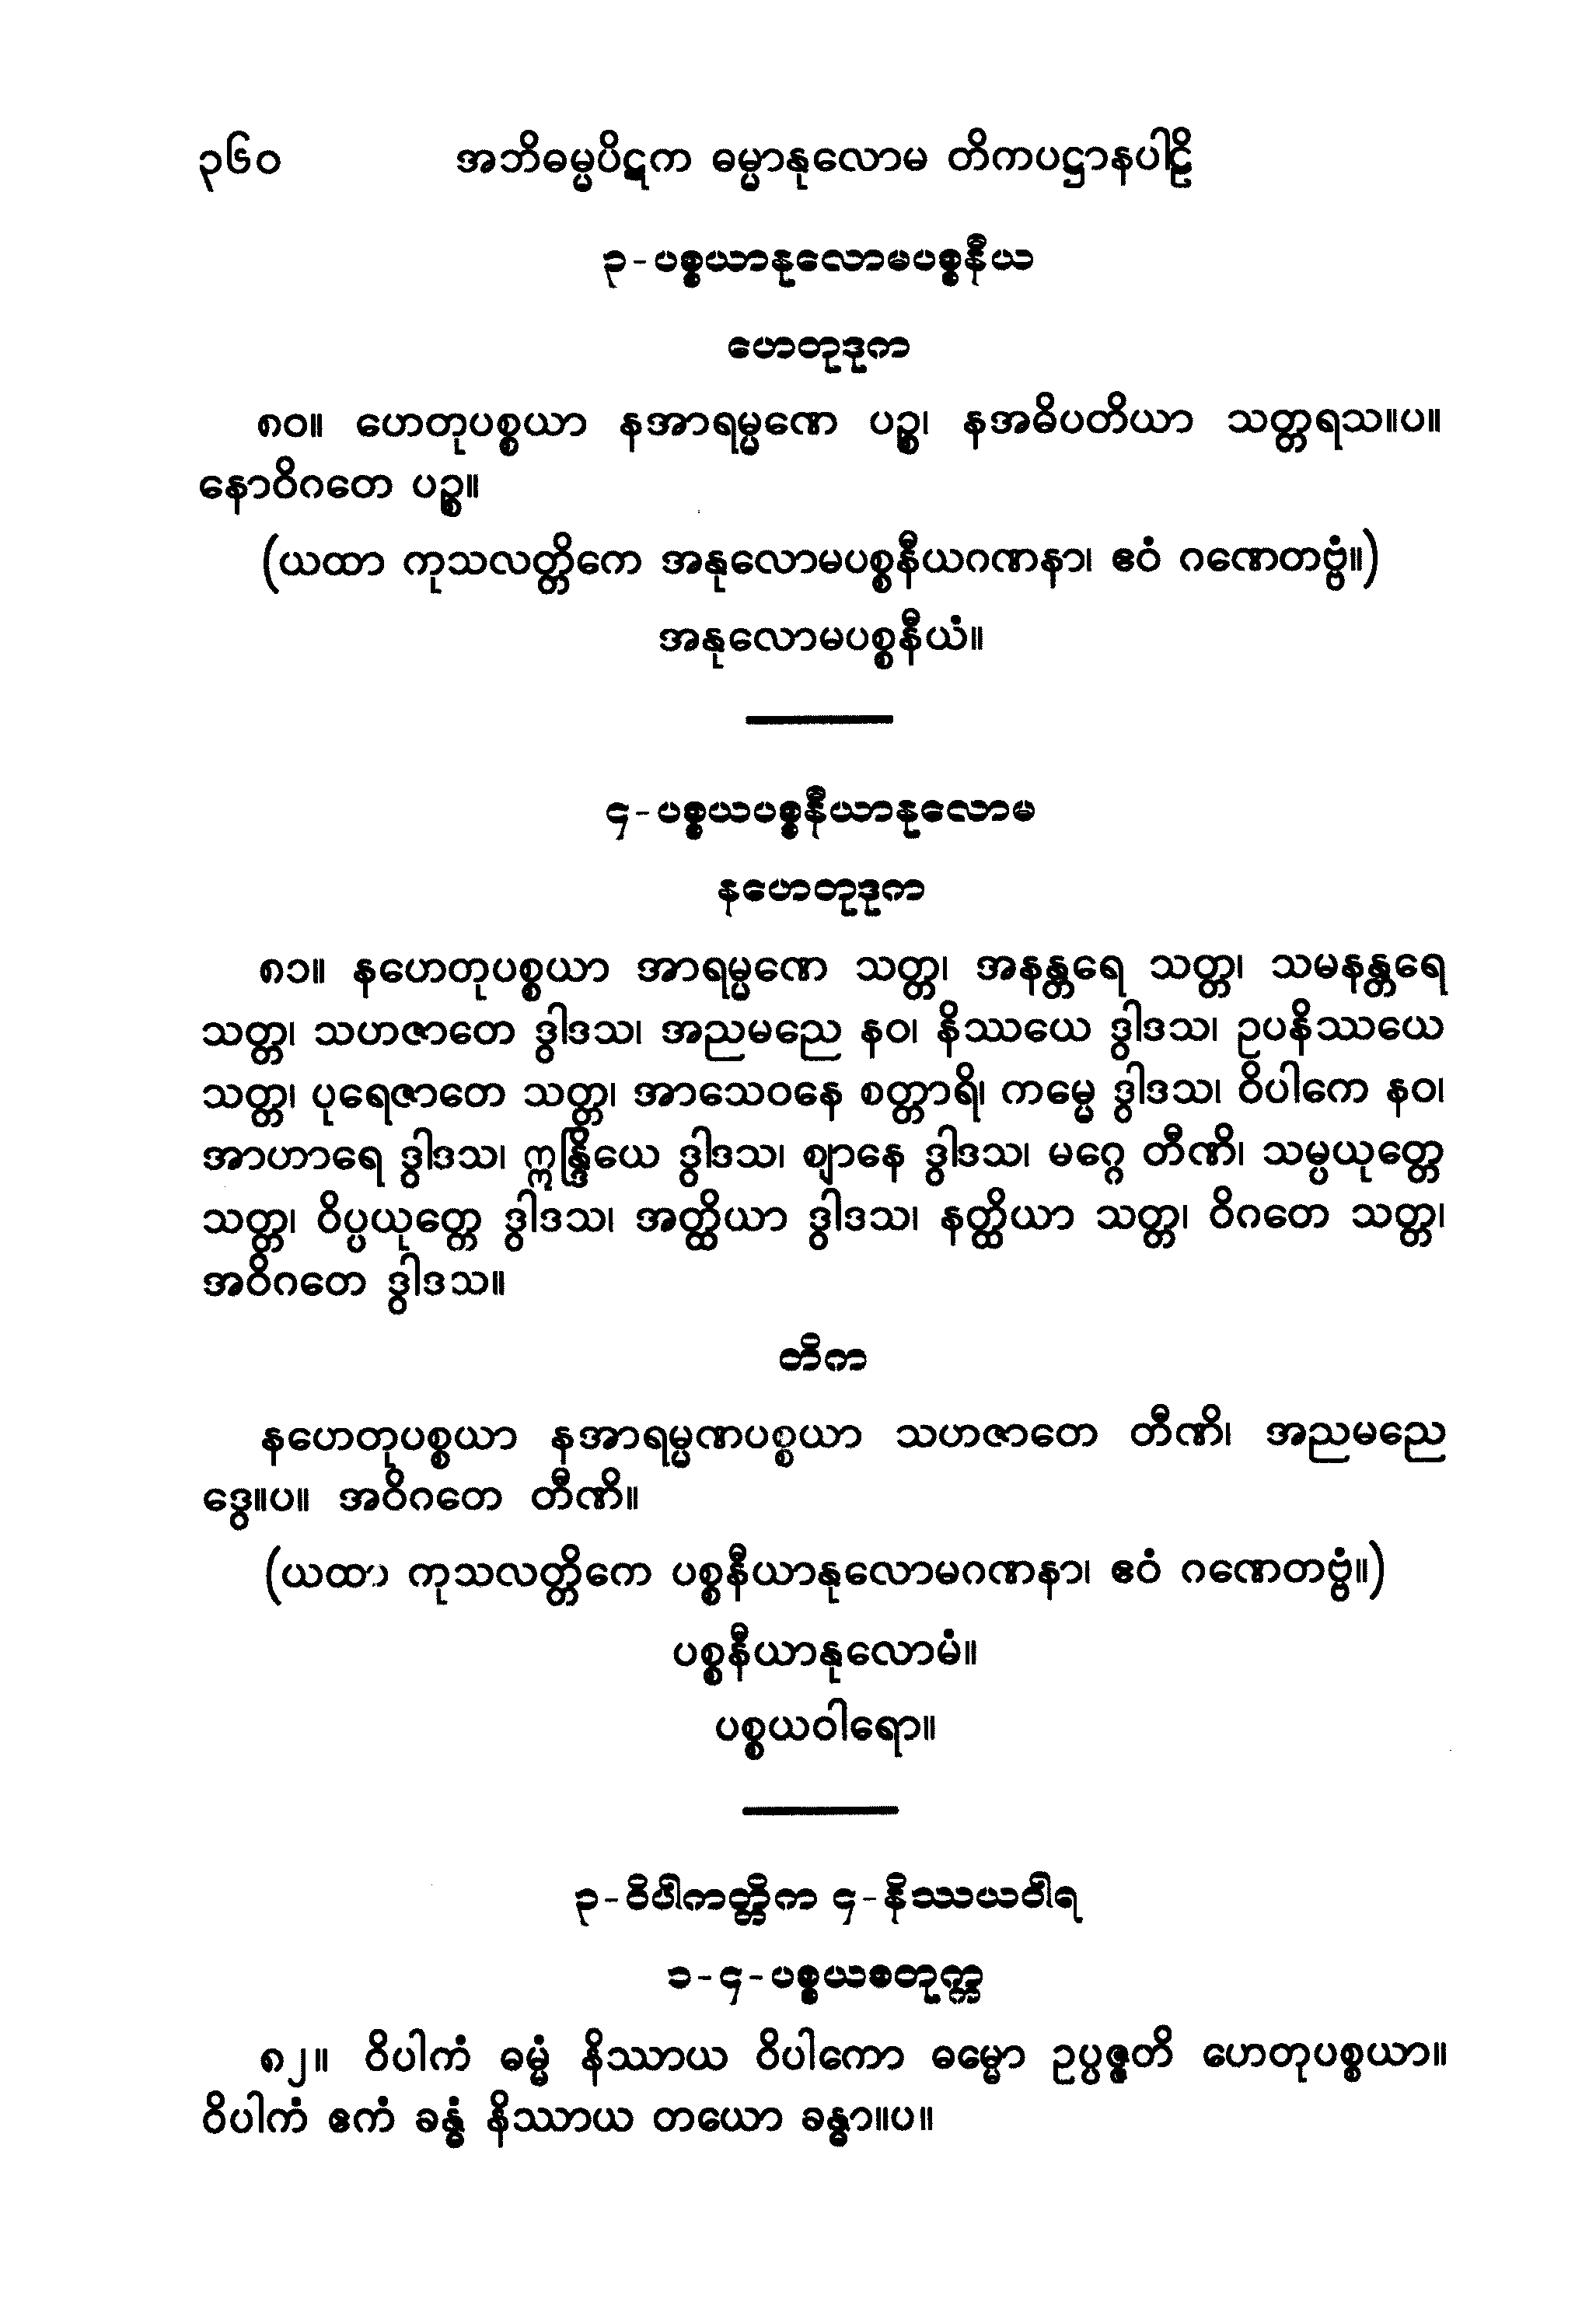 ၃၆၀ အဘိဓမ္မပိဋက ဓမ္မာနုလောမ တိကပဋ္ဌာနပါဠိ
၃-ပစ္စယာနုလောမပစ္စနီယ
ဟေတုဒုက
၈၀။ ဟေတုပစ္စယာ နအာရမ္မဏေ ပဉ္စ၊ နအဓိပတိယာ သတ္တရသ။ပ။
နောဝိဂတေ ပဉ္စ။
(ယထာ ကုသလတ္တိကေ အနုလောမပစ္စနီယဂဏနာ၊ ဧဝံ ဂဏေတဗ္ဗံ။)
အနုလောမပစ္စနီယံ။
၄-ပစ္စယပစ္စနီယာနုလောမ
နဟေတုဒုက
၈၁။ နဟေတုပစ္စယာ အာရမ္မဏေ သတ္တ၊ အနန္တရေ သတ္တ၊ သမနန္တရေ
သတ္တ၊ သဟဇာတေ ဒွါဒသ၊ အညမညေ နဝ၊ နိဿယေ ဒွါဒသ၊ ဥပနိဿယေ
သတ္တ၊ ပုရေဇာတေ သတ္တ၊ အာသေဝနေ စတ္တာရိ၊ ကမ္မေ ဒွါဒသ၊ ဝိပါကေ နဝ၊
အာဟာရေ ဒွါဒသ၊ ဣန္ဒြိယေ ဒွါဒသ၊ ဈာနေ ဒွါဒသ၊ မဂ္ဂေ တီဏိ၊ သမ္ပယုတ္တေ
သတ္တ၊ ဝိပ္ပယုတ္တေ ဒွါဒသ၊ အတ္ထိယာ ဒွါဒသ၊ နတ္ထိယာ သတ္တ၊ ဝိဂတေ သတ္တ၊
အဝိဂတေ ဒွါဒသ။
တိက
နဟေတုပစ္စယာ နအာရမ္မဏပစ္စယာ သဟဇာတေ တီဏိ၊ အညမညေ
ဒွေ။ပ။ အဝိဂတေ တီဏိ။
(ယထာ ကုသလတ္တိကေ ပစ္စနီယာနုလောမဂဏနာ၊ ဧဝံ ဂဏေတဗ္ဗံ။)
ပစ္စနီယာနုလောမံ။
ပစ္စယဝါရော။
၃-ဝိပါကတ္တိက ၄-နိဿယဝါရ
၁-၄-ပစ္စယစတုက္က
၈၂။ ဝိပါကံ ဓမ္မံ နိဿာယ ဝိပါကော ဓမ္မော ဥပ္ပဇ္ဇတိ ဟေတုပစ္စယာ။
ဝိပါကံ ဧကံ ခန္ဓံ နိဿာယ တယော ခန္ဓာ။ပ။